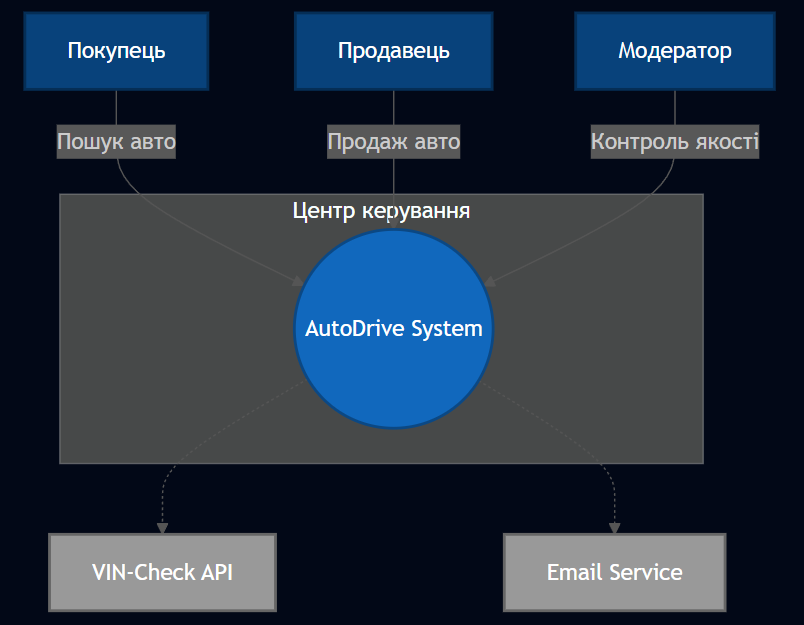 Покупець
Продавець
Модератор
Пошук авто
Продаж авто
Контроль якості
Центр керування
AutoDrive System
VIN-Check API
Email Service